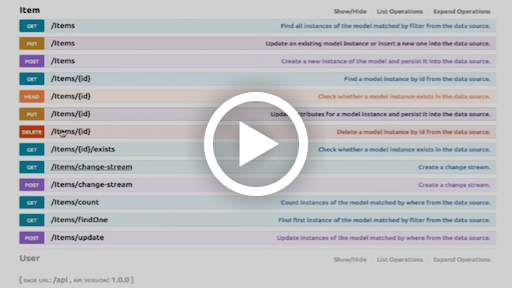 Item Show/Hide List Operations Expand Operations
GET /Items Find all instances of the model matched by filter from the data source.
PUT /Items Update an existing model instance or insert a new one into the data source.
POST /Items Create a new instance of the model and persist it into the data source.
GET /Items/{id} Find a model instance by id from the data source.
HEAD /Items/{id} Check whether a model instance exists in the data source.
PUT /Items/{id} Update attributes for a model instance and persist it into the data source.
DELETE /Items/{id} Delete a model instance by id from the data source.
GET /Items/{id}/exists Check whether a model instance exists in the data source.
GET /Items/change-stream Create a change stream.
POST /Items/change-stream Create a change stream.
GET /Items/count Count instances of the model matched by where from the data source.
GET /Items/findOne Find first instance of the model matched by filter from the data source.
POST /Items/update Update instances of the model matched by where from the data source.
User Show/Hide List Operations Expand Operations
[ BASE URL: /api , API VERSION: 1.0.0 ]